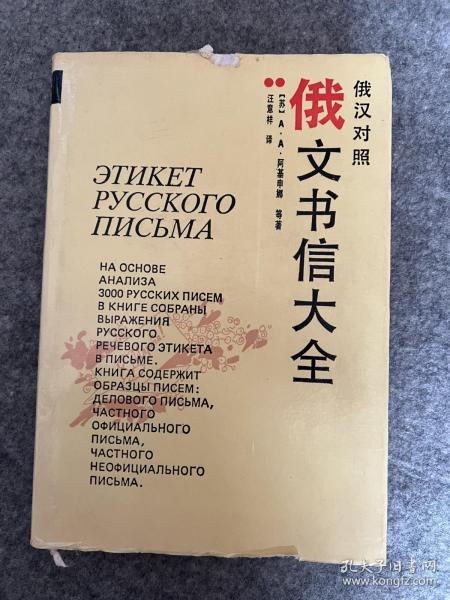 俄汉对照
俄文书信大全
[苏] А·А·阿基申娜 等著
汪意祥 译
ЭТИКЕТ
РУССКОГО
ПИСЬМА
НА ОСНОВЕ
АНАЛИЗА
3000 РУССКИХ ПИСЕМ
В КНИГЕ СОБРАНЫ
ВЫРАЖЕНИЯ
РУССКОГО
РЕЧЕВОГО ЭТИКЕТА
В ПИСЬМЕ.
КНИГА СОДЕРЖИТ
ОБРАЗЦЫ ПИСЕМ:
ДЕЛОВОГО ПИСЬМА,
ЧАСТНОГО
ОФИЦИАЛЬНОГО
ПИСЬМА,
ЧАСТНОГО
НЕОФИЦИАЛЬНОГО
ПИСЬМА.
孔夫子旧书网
www.kongfz.com